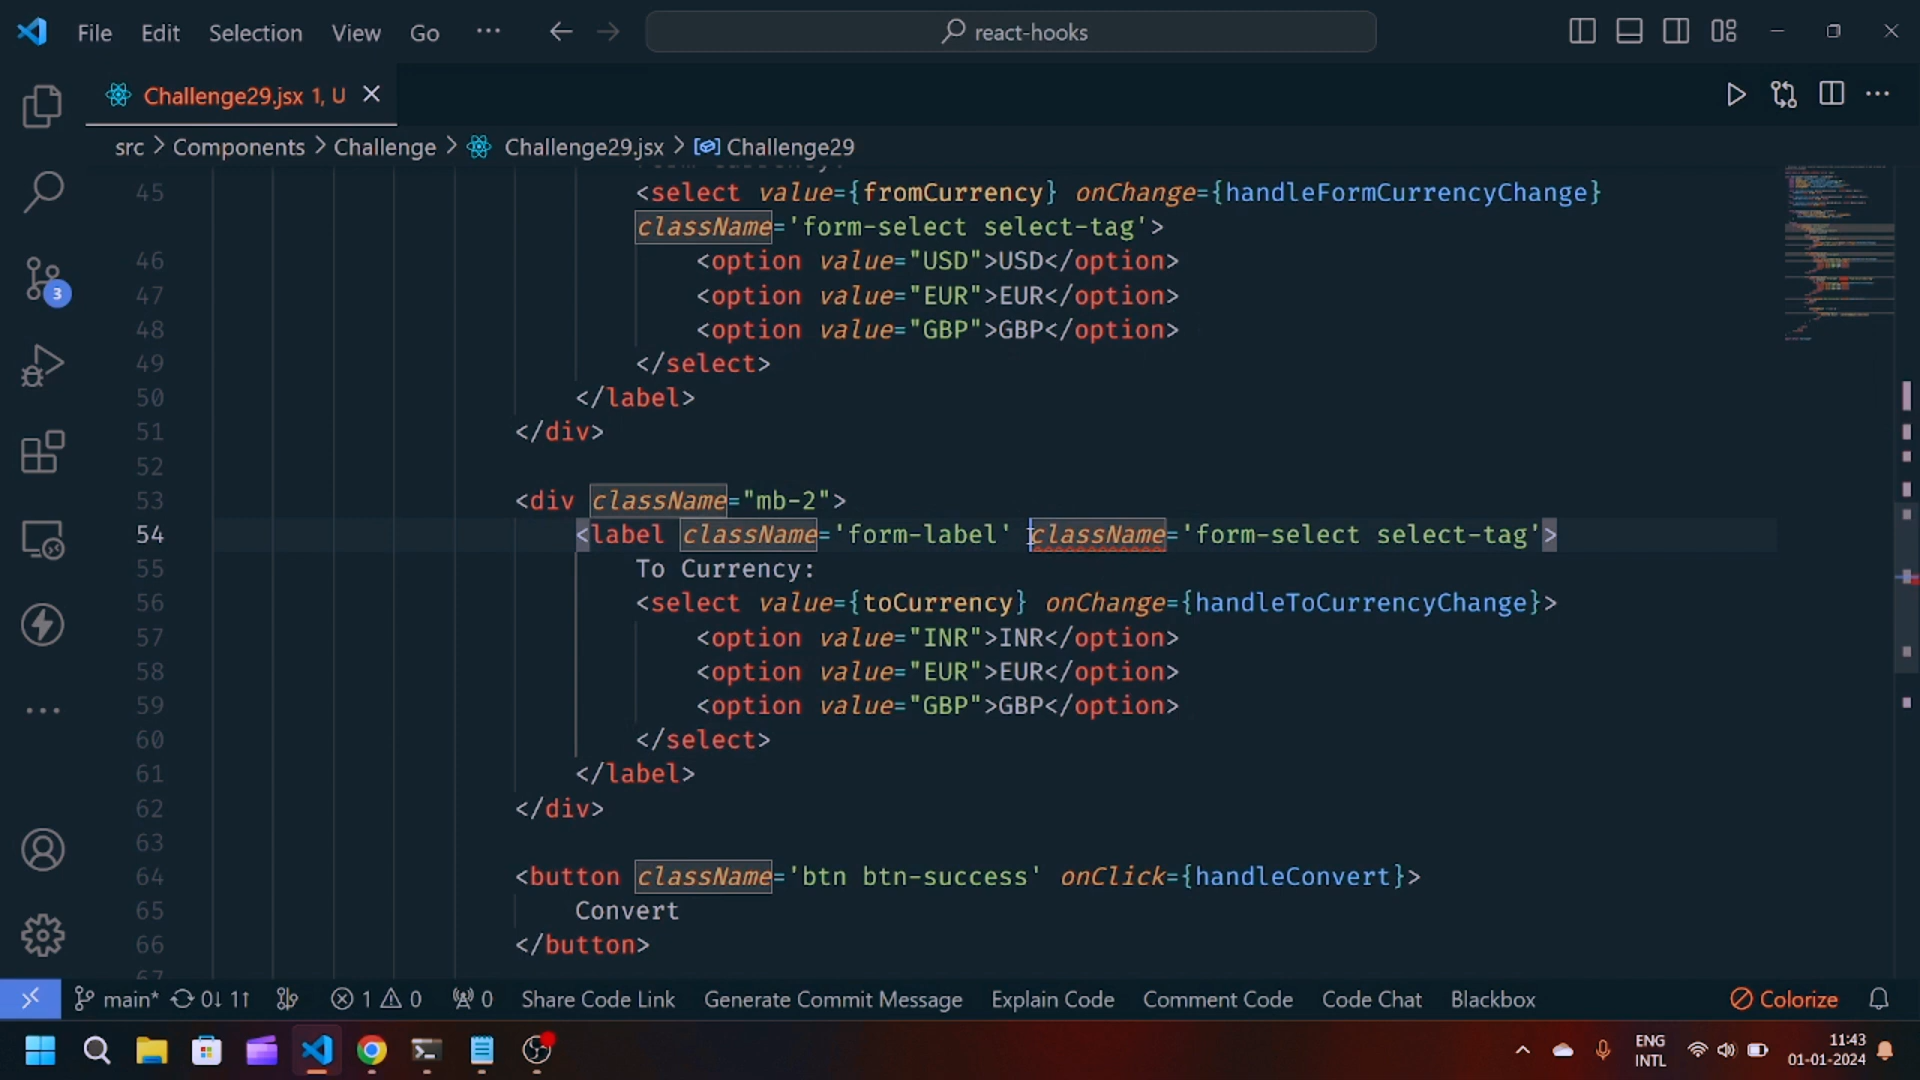 File Edit Selection View Go ··· react-hooks
Challenge29.jsx 1, U
src > Components > Challenge > Challenge29.jsx > Challenge29
45 <select value={fromCurrency} onChange={handleFormCurrencyChange}
className='form-select select-tag'>
46 <option value="USD">USD</option>
47 <option value="EUR">EUR</option>
48 <option value="GBP">GBP</option>
49 </select>
50 </label>
51 </div>
52
53 <div className="mb-2">
54 <label className='form-label' className='form-select select-tag'>
55 To Currency:
56 <select value={toCurrency} onChange={handleToCurrencyChange}>
57 <option value="INR">INR</option>
58 <option value="EUR">EUR</option>
59 <option value="GBP">GBP</option>
60 </select>
61 </label>
62 </div>
63
64 <button className='btn btn-success' onClick={handleConvert}>
65 Convert
66 </button>
67
3
main* 0↓ 1↑ 1 0 0 Share Code Link Generate Commit Message Explain Code Comment Code Code Chat Blackbox Colorize
ENG
INTL
11:43
01-01-2024